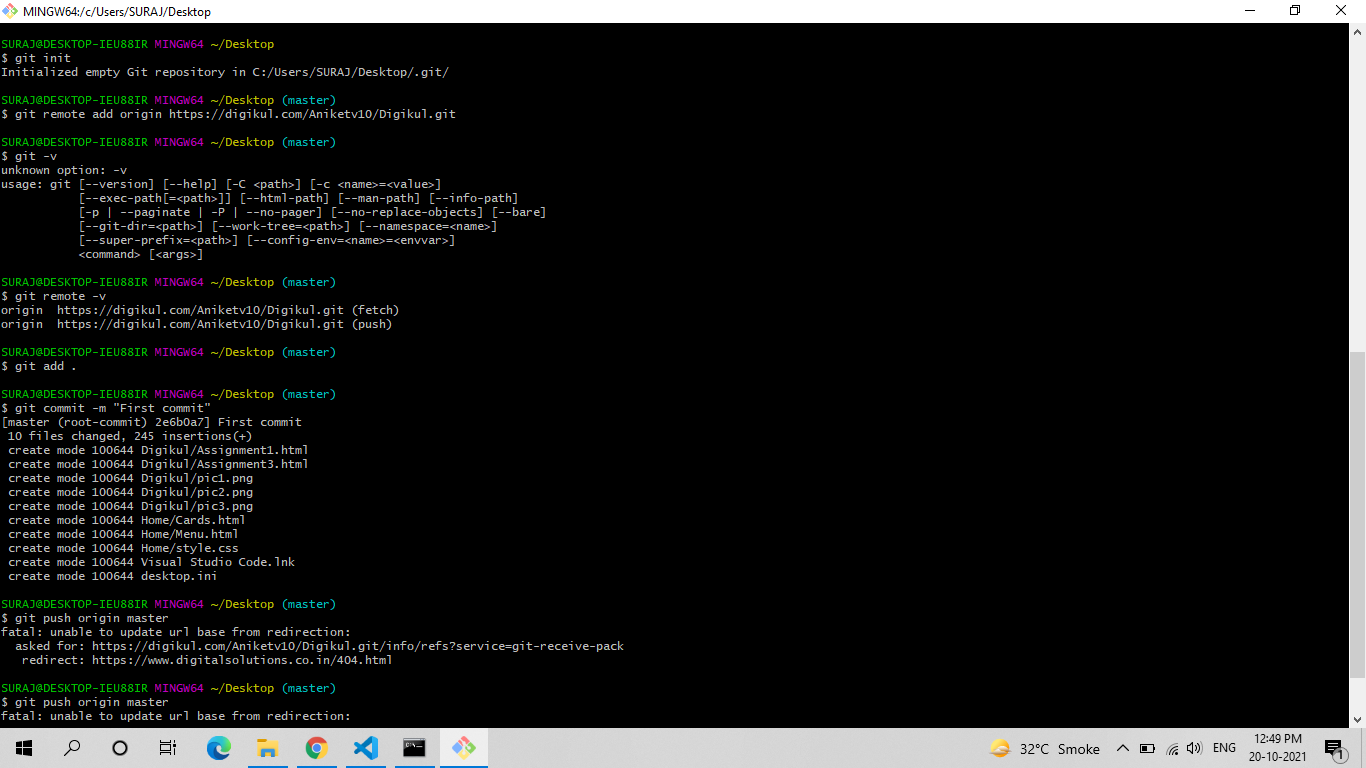 MINGW64:/c/Users/SURAJ/Desktop
SURAJ@DESKTOP-IEU88IR MINGW64 ~/Desktop
$ git init
Initialized empty Git repository in C:/Users/SURAJ/Desktop/.git/
SURAJ@DESKTOP-IEU88IR MINGW64 ~/Desktop (master)
$ git remote add origin https://digikul.com/Aniketv10/Digikul.git
SURAJ@DESKTOP-IEU88IR MINGW64 ~/Desktop (master)
$ git -v
unknown option: -v
usage: git [--version] [--help] [-C <path>] [-c <name>=<value>]
           [--exec-path[=<path>]] [--html-path] [--man-path] [--info-path]
           [-p | --paginate | -P | --no-pager] [--no-replace-objects] [--bare]
           [--git-dir=<path>] [--work-tree=<path>] [--namespace=<name>]
           [--super-prefix=<path>] [--config-env=<name>=<envvar>]
           <command> [<args>]
SURAJ@DESKTOP-IEU88IR MINGW64 ~/Desktop (master)
$ git remote -v
origin  https://digikul.com/Aniketv10/Digikul.git (fetch)
origin  https://digikul.com/Aniketv10/Digikul.git (push)
SURAJ@DESKTOP-IEU88IR MINGW64 ~/Desktop (master)
$ git add .
SURAJ@DESKTOP-IEU88IR MINGW64 ~/Desktop (master)
$ git commit -m "First commit"
[master (root-commit) 2e6b0a7] First commit
 10 files changed, 245 insertions(+)
 create mode 100644 Digikul/Assignment1.html
 create mode 100644 Digikul/Assignment3.html
 create mode 100644 Digikul/pic1.png
 create mode 100644 Digikul/pic2.png
 create mode 100644 Digikul/pic3.png
 create mode 100644 Home/Cards.html
 create mode 100644 Home/Menu.html
 create mode 100644 Home/style.css
 create mode 100644 Visual Studio Code.lnk
 create mode 100644 desktop.ini
SURAJ@DESKTOP-IEU88IR MINGW64 ~/Desktop (master)
$ git push origin master
fatal: unable to update url base from redirection:
  asked for: https://digikul.com/Aniketv10/Digikul.git/info/refs?service=git-receive-pack
   redirect: https://www.digitalsolutions.co.in/404.html
SURAJ@DESKTOP-IEU88IR MINGW64 ~/Desktop (master)
$ git push origin master
fatal: unable to update url base from redirection:
32°C Smoke
ENG
12:49 PM
20-10-2021
1